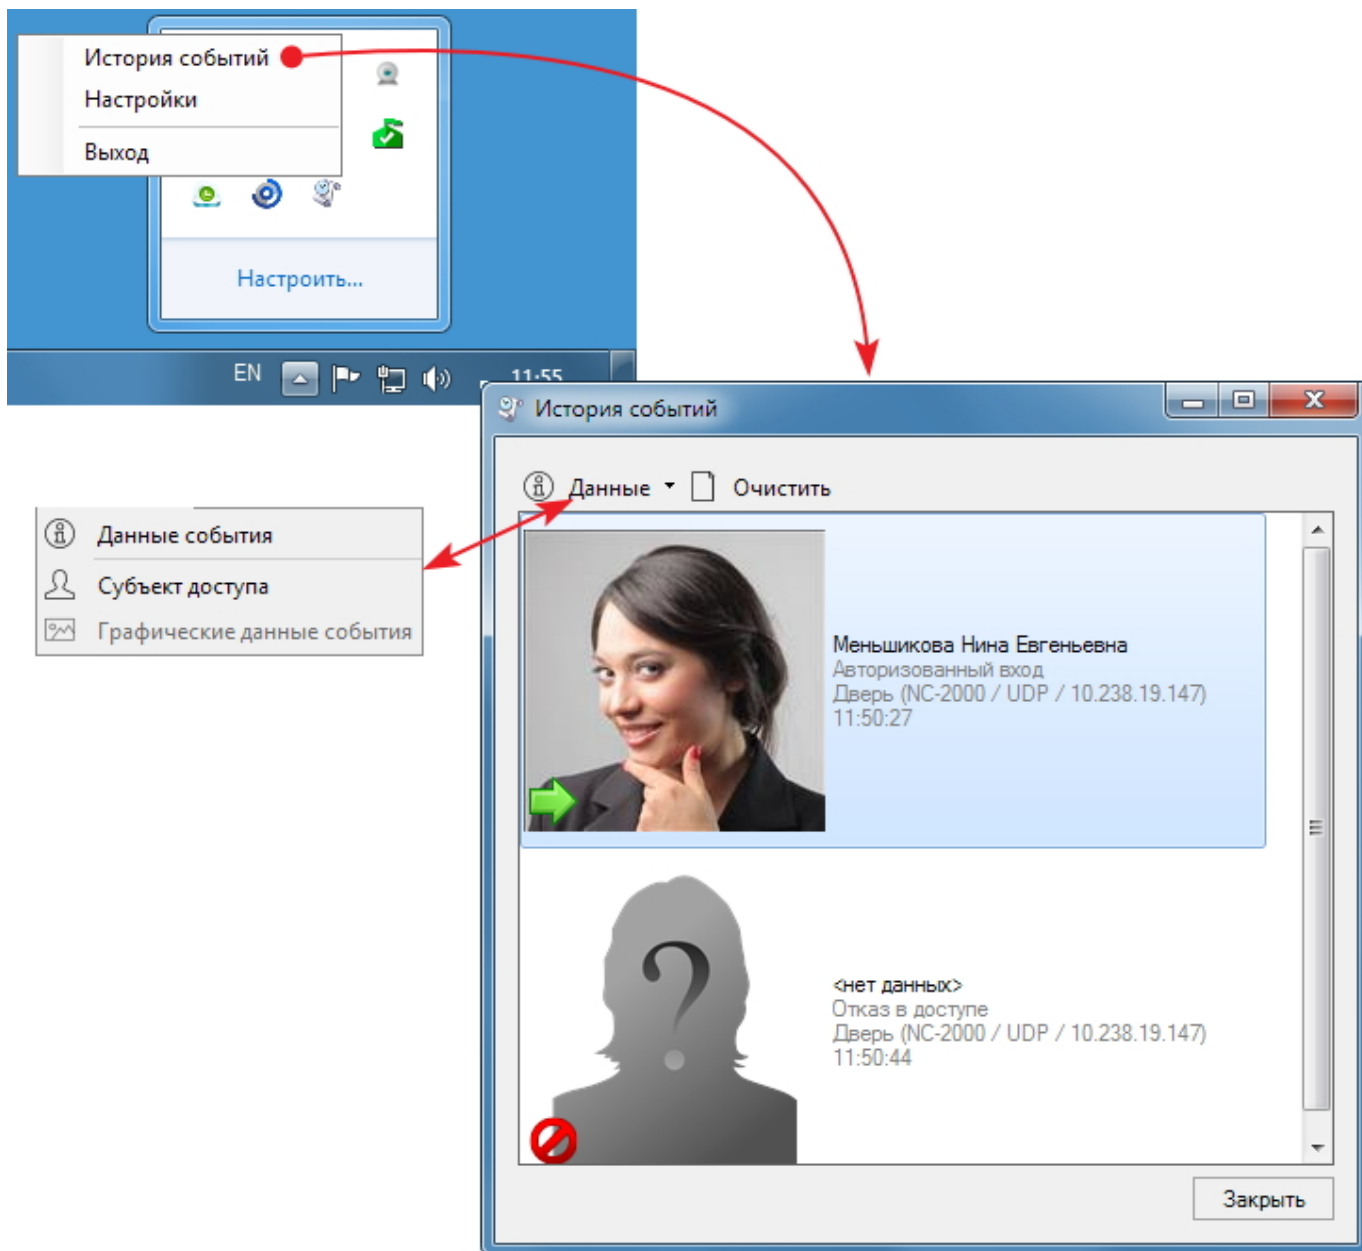 История событий
Настройки
Выход
Настроить...
EN
11:55
История событий
Данные
Очистить
Данные события
Субъект доступа
Графические данные события
Меньшикова Нина Евгеньевна
Авторизованный вход
Дверь (NC-2000 / UDP / 10.238.19.147)
11:50:27
?
<нет данных>
Отказ в доступе
Дверь (NC-2000 / UDP / 10.238.19.147)
11:50:44
Закрыть